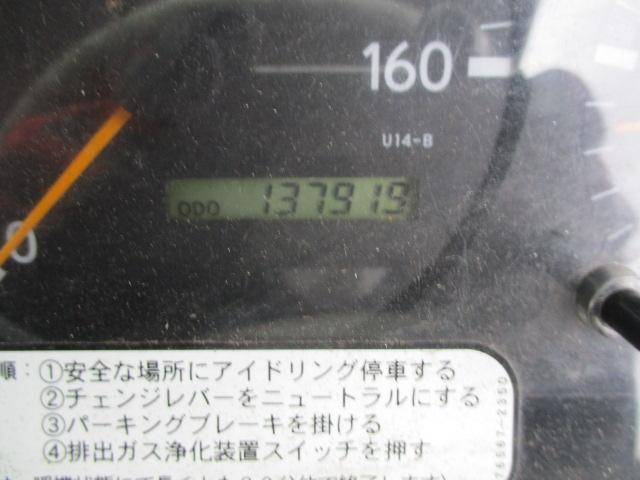 160
U14-B
ODO 137919
0
順：①安全な場所にアイドリング停車する
②チェンジレバーをニュートラルにする
③パーキングブレーキを掛ける
④排出ガス浄化装置スイッチを押す